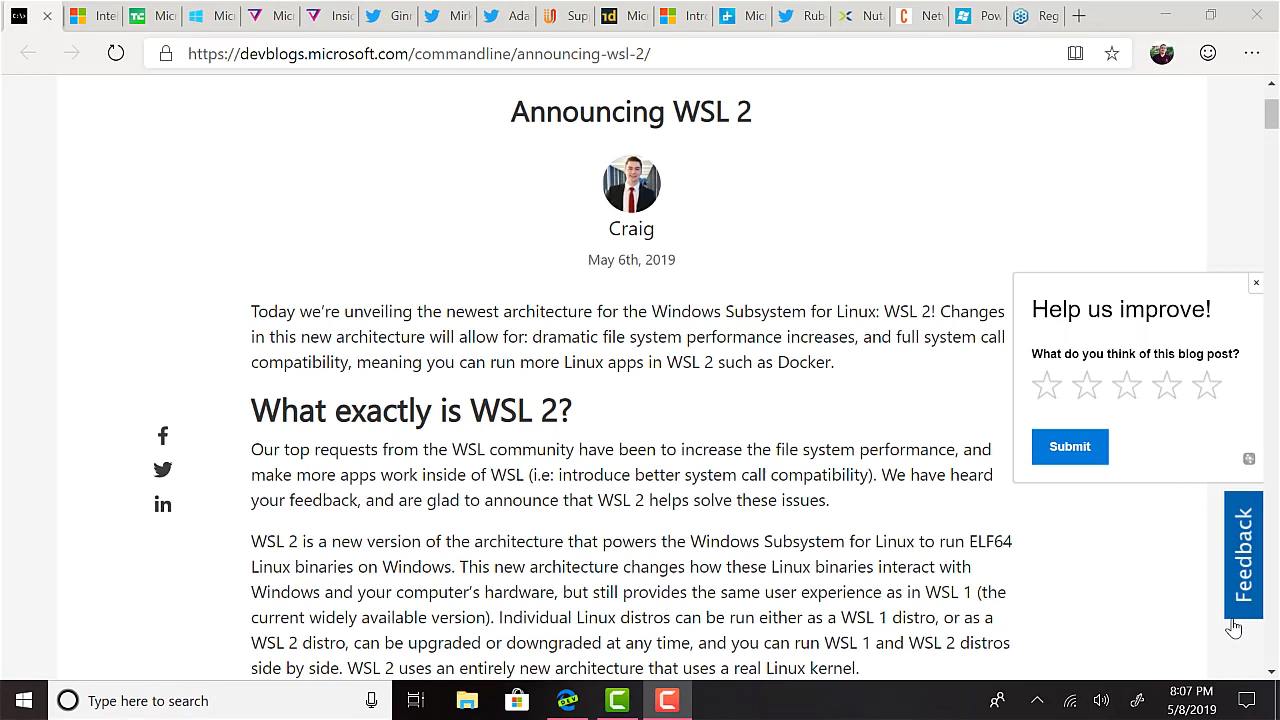 Intel
Mic
Mic
Mic
Insid
Gin
Mirk
Ada
Sup
Mic
Intro
Mic
Rub
Nuta
Net
Pow
Reg
https://devblogs.microsoft.com/commandline/announcing-wsl-2/
Announcing WSL 2
Craig
May 6th, 2019
Today we're unveiling the newest architecture for the Windows Subsystem for Linux: WSL 2! Changes
in this new architecture will allow for: dramatic file system performance increases, and full system call
compatibility, meaning you can run more Linux apps in WSL 2 such as Docker.
What exactly is WSL 2?
Our top requests from the WSL community have been to increase the file system performance, and
make more apps work inside of WSL (i.e: introduce better system call compatibility). We have heard
your feedback, and are glad to announce that WSL 2 helps solve these issues.
WSL 2 is a new version of the architecture that powers the Windows Subsystem for Linux to run ELF64
Linux binaries on Windows. This new architecture changes how these Linux binaries interact with
Windows and your computer's hardware, but still provides the same user experience as in WSL 1 (the
current widely available version). Individual Linux distros can be run either as a WSL 1 distro, or as a
WSL 2 distro, can be upgraded or downgraded at any time, and you can run WSL 1 and WSL 2 distros
side by side. WSL 2 uses an entirely new architecture that uses a real Linux kernel.
Help us improve!
What do you think of this blog post?
Submit
Feedback
Type here to search
8:07 PM
5/8/2019